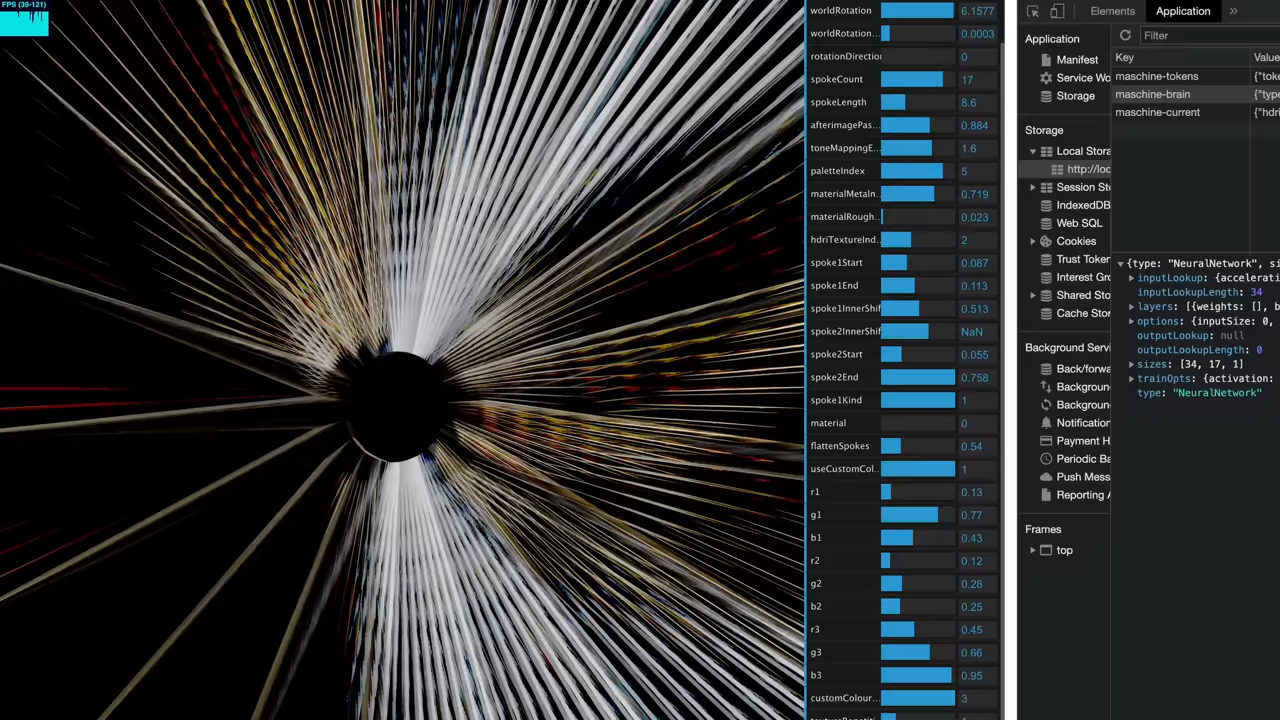 FPS (39-121)
worldRotation 6.1577
worldRotation... 0.0003
rotationDirection 0
spokeCount 17
spokeLength 8.6
afterimagePas... 0.884
toneMappingE... 1.6
paletteIndex 5
materialMetaln... 0.719
materialRough... 0.023
hdriTextureInd... 2
spoke1Start 0.087
spoke1End 0.113
spoke1InnerShif 0.513
spoke2InnerShif NaN
spoke2Start 0.055
spoke2End 0.758
spoke1Kind 1
material 0
flattenSpokes 0.54
useCustomCol... 1
r1 0.13
g1 0.77
b1 0.43
r2 0.12
g2 0.28
b2 0.25
r3 0.45
g3 0.66
b3 0.95
customColour... 3
Elements Application »
Application
Manifest
Service Wo
Storage
Storage
Local Stora
http://loc
Session Sto
IndexedDB
Web SQL
Cookies
Trust Token
Interest Gro
Shared Sto
Cache Stor
Background Servi
Back/forwa
Backgroun
Backgroun
Notification
Payment H
Periodic Ba
Push Mess
Reporting A
Frames
top
Filter
Key Value
maschine-tokens {"toke
maschine-brain {"type
maschine-current {"hdri
{type: "NeuralNetwork", si
inputLookup: {accelerati
inputLookupLength: 34
layers: [{weights: [], b
options: {inputSize: 0,
outputLookup: null
outputLookupLength: 0
sizes: [34, 17, 1]
trainOpts: {activation:
type: "NeuralNetwork"